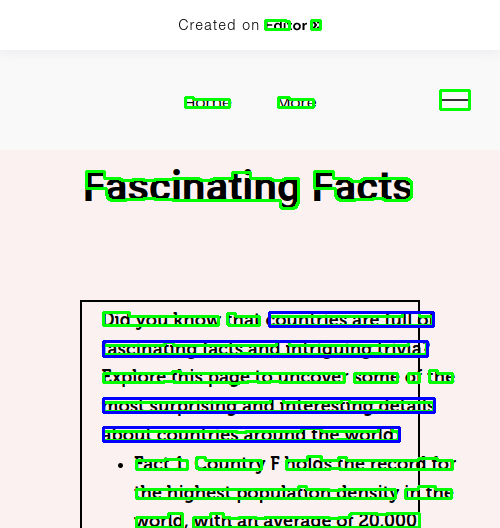 Created on Editor X
Home More
Fascinating Facts
Did you know that countries are full of
fascinating facts and intriguing trivia?
Explore this page to uncover some of the
most surprising and interesting details
about countries around the world.
• Fact 1: Country F holds the record for
the highest population density in the
world, with an average of 20,000